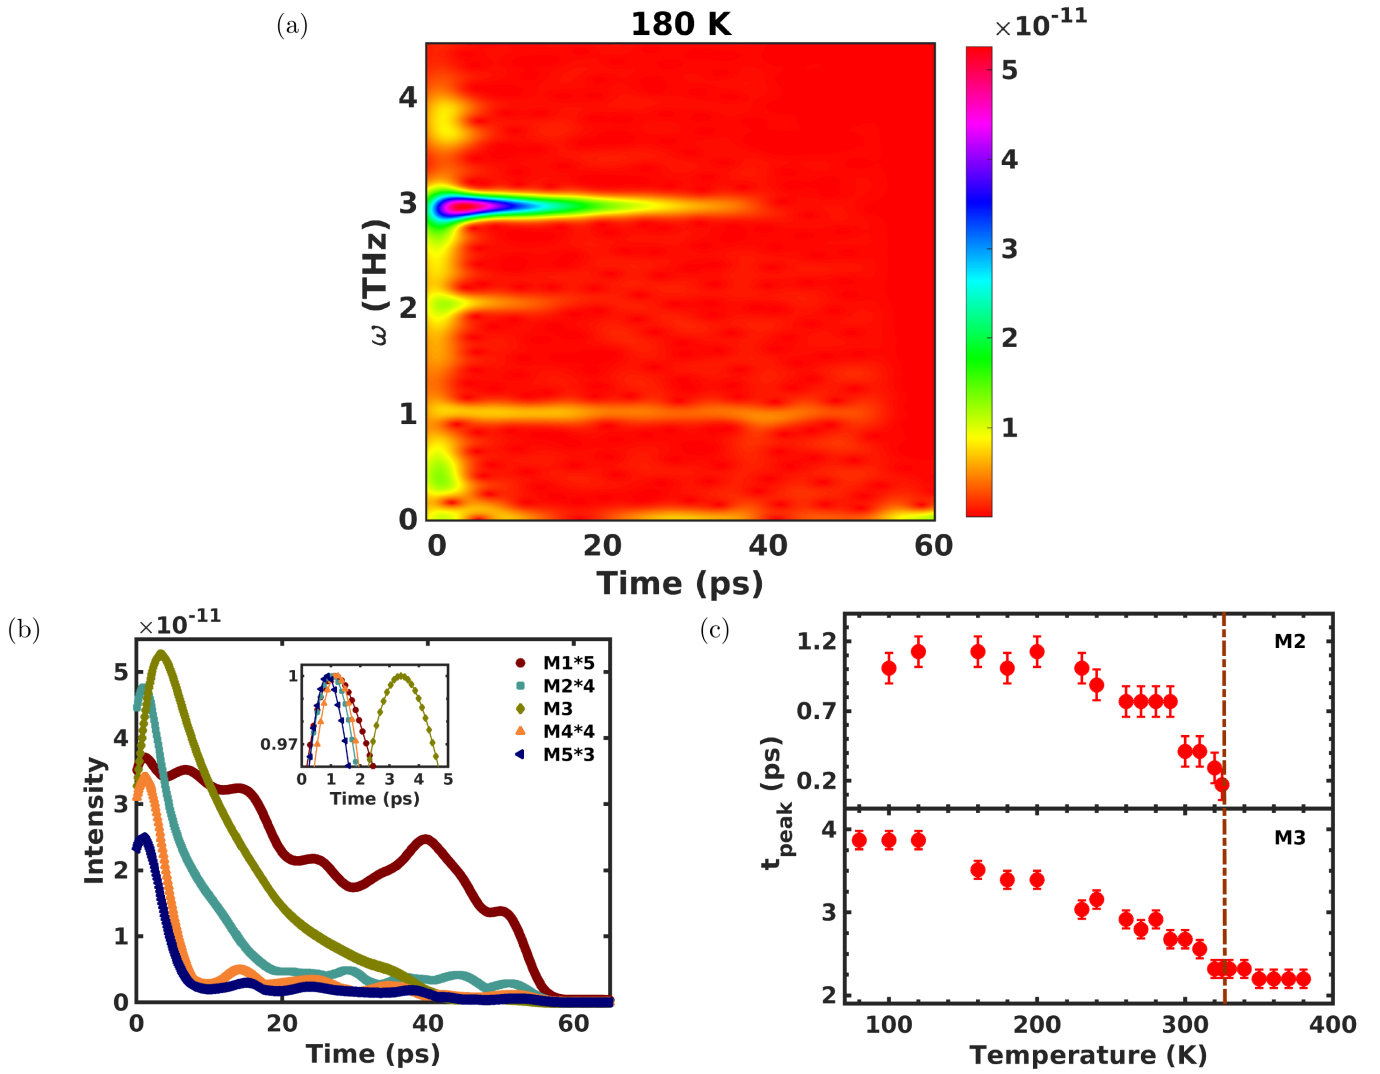 (a)
180 K
×10⁻¹¹
ω (THz)
4
3
2
1
0
0 20 40 60
Time (ps)
5
4
3
2
1
(b)
×10⁻¹¹
Intensity
5
4
3
2
1
0
0 20 40 60
Time (ps)
M1*5
M2*4
M3
M4*4
M5*3
1
0.97
0 1 2 3 4 5
Time (ps)
(c)
t_peak (ps)
1.2
0.7
0.2
M2
4
3
2
M3
100 200 300 400
Temperature (K)